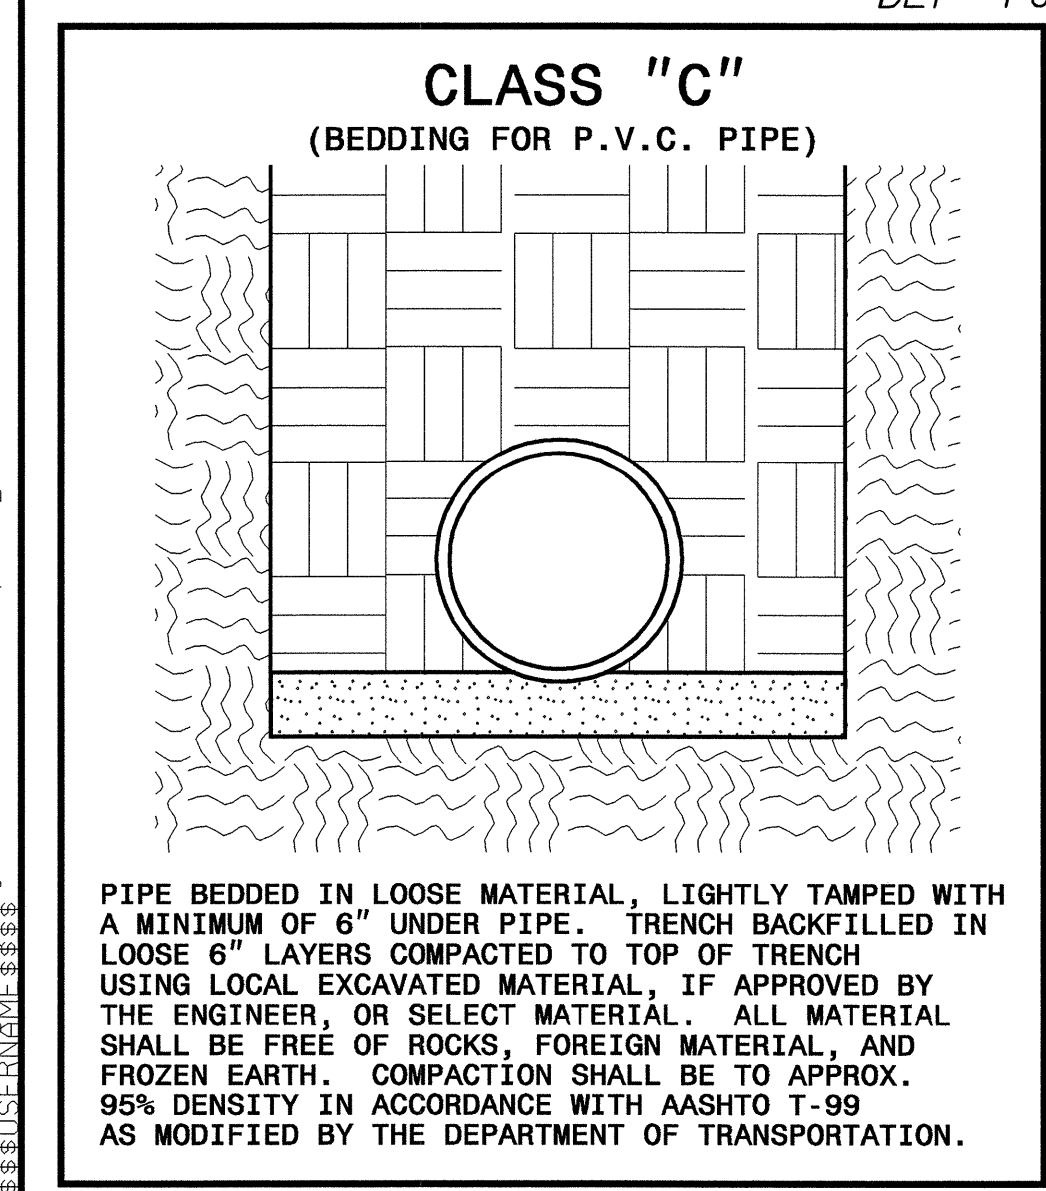 CLASS "C"
(BEDDING FOR P.V.C. PIPE)
PIPE BEDDED IN LOOSE MATERIAL, LIGHTLY TAMPED WITH
A MINIMUM OF 6" UNDER PIPE. TRENCH BACKFILLED IN
LOOSE 6" LAYERS COMPACTED TO TOP OF TRENCH
USING LOCAL EXCAVATED MATERIAL, IF APPROVED BY
THE ENGINEER, OR SELECT MATERIAL. ALL MATERIAL
SHALL BE FREE OF ROCKS, FOREIGN MATERIAL, AND
FROZEN EARTH. COMPACTION SHALL BE TO APPROX.
95% DENSITY IN ACCORDANCE WITH AASHTO T-99
AS MODIFIED BY THE DEPARTMENT OF TRANSPORTATION.
$$$USERNAME$$$$